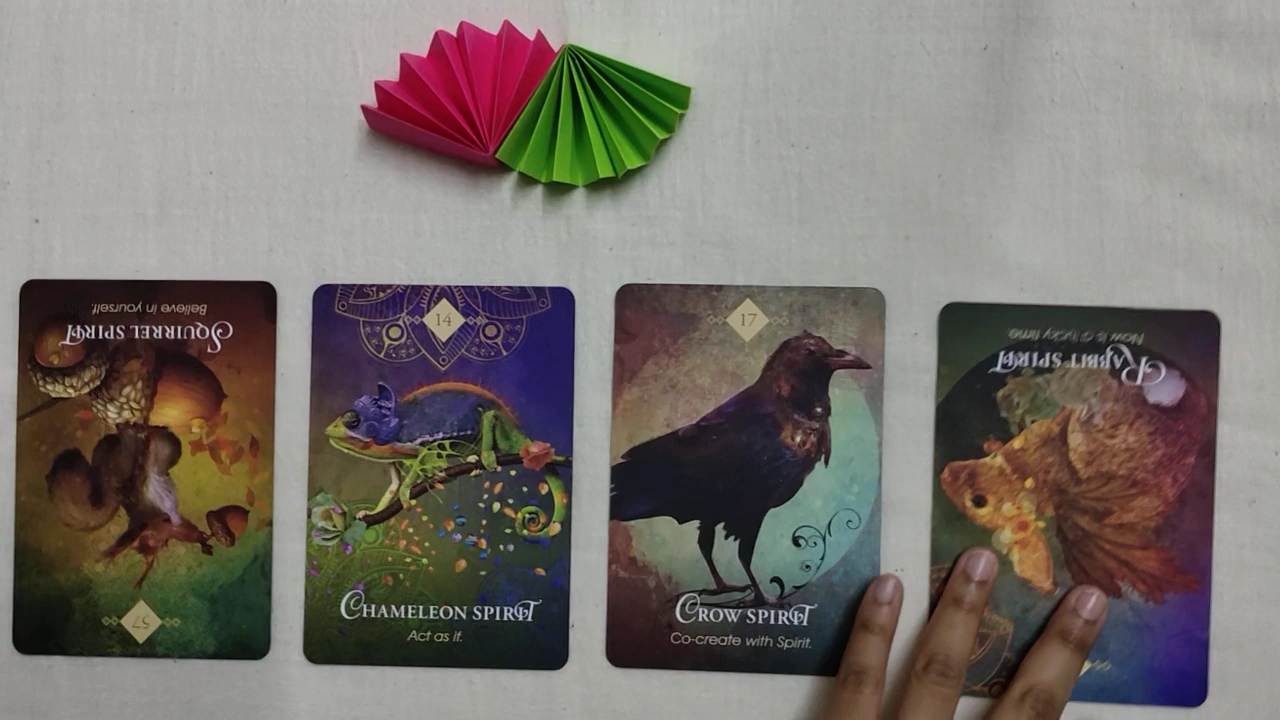 Believe in yourself.
SQUIRREL SPIRIT
57
14
CHAMELEON SPIRIT
Act as if.
17
CROW SPIRIT
Co-create with Spirit.
Now is a lucky time.
RABBIT SPIRIT